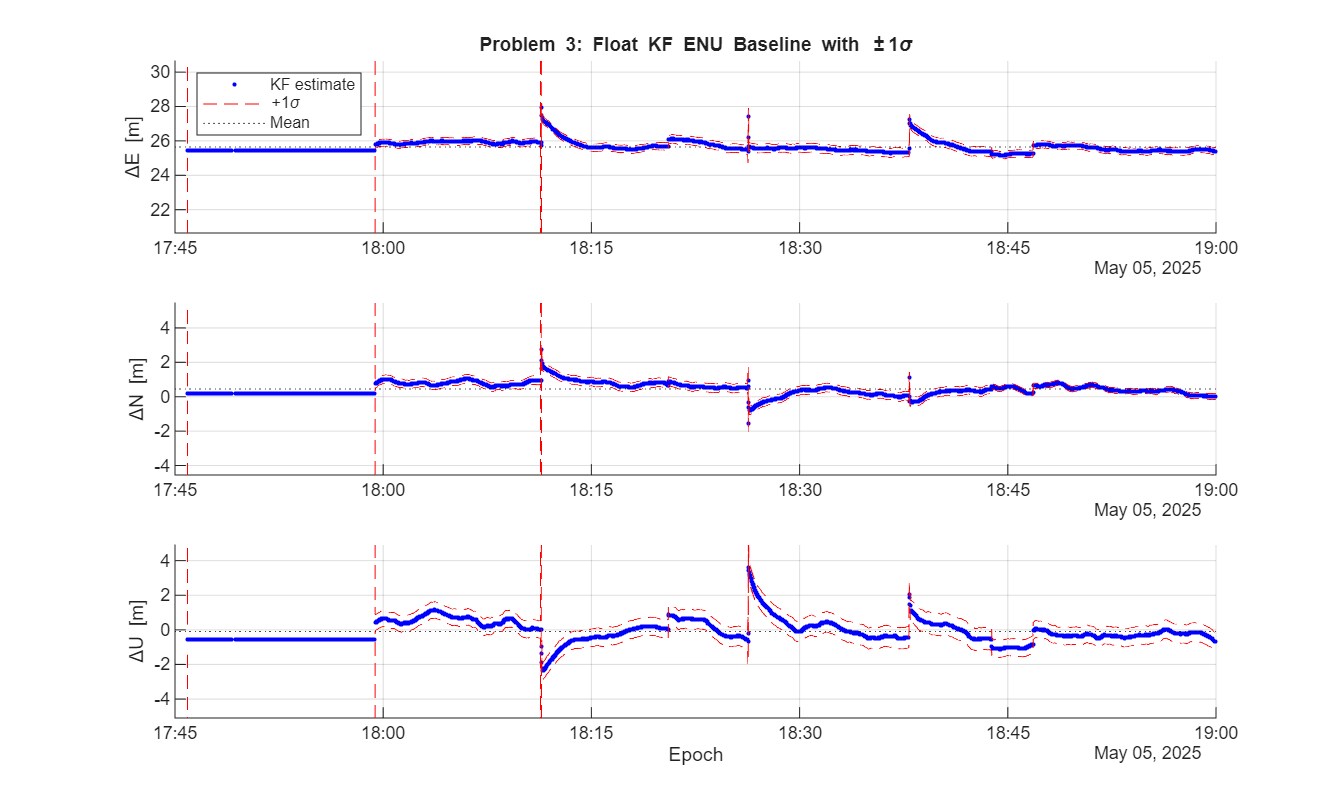 Problem 3: Float KF ENU Baseline with ±1σ
ΔE [m]
30
28
26
24
22
KF estimate
+1σ
Mean
17:45 18:00 18:15 18:30 18:45 19:00
May 05, 2025
ΔN [m]
4
2
0
-2
-4
17:45 18:00 18:15 18:30 18:45 19:00
May 05, 2025
ΔU [m]
4
2
0
-2
-4
17:45 18:00 18:15 18:30 18:45 19:00
Epoch
May 05, 2025